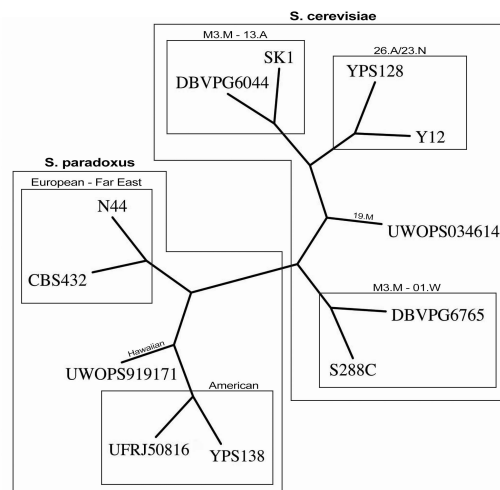 S. cerevisiae
M3.M - 13.A
SK1
DBVPG6044
26.A/23.N
YPS128
Y12
S. paradoxus
European - Far East
N44
CBS432
19.M
UWOPS034614
M3.M - 01.W
DBVPG6765
S288C
Hawaiian
UWOPS919171
American
UFRJ50816
YPS138